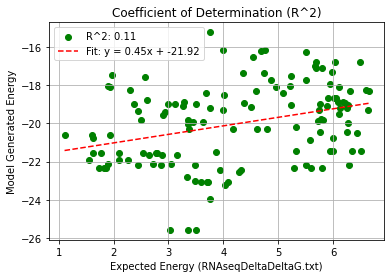 Coefficient of Determination (R^2)
R^2: 0.11
Fit: y = 0.45x + -21.92
Model Generated Energy
−16
−18
−20
−22
−24
−26
1 2 3 4 5 6
Expected Energy (RNAseqDeltaDeltaG.txt)